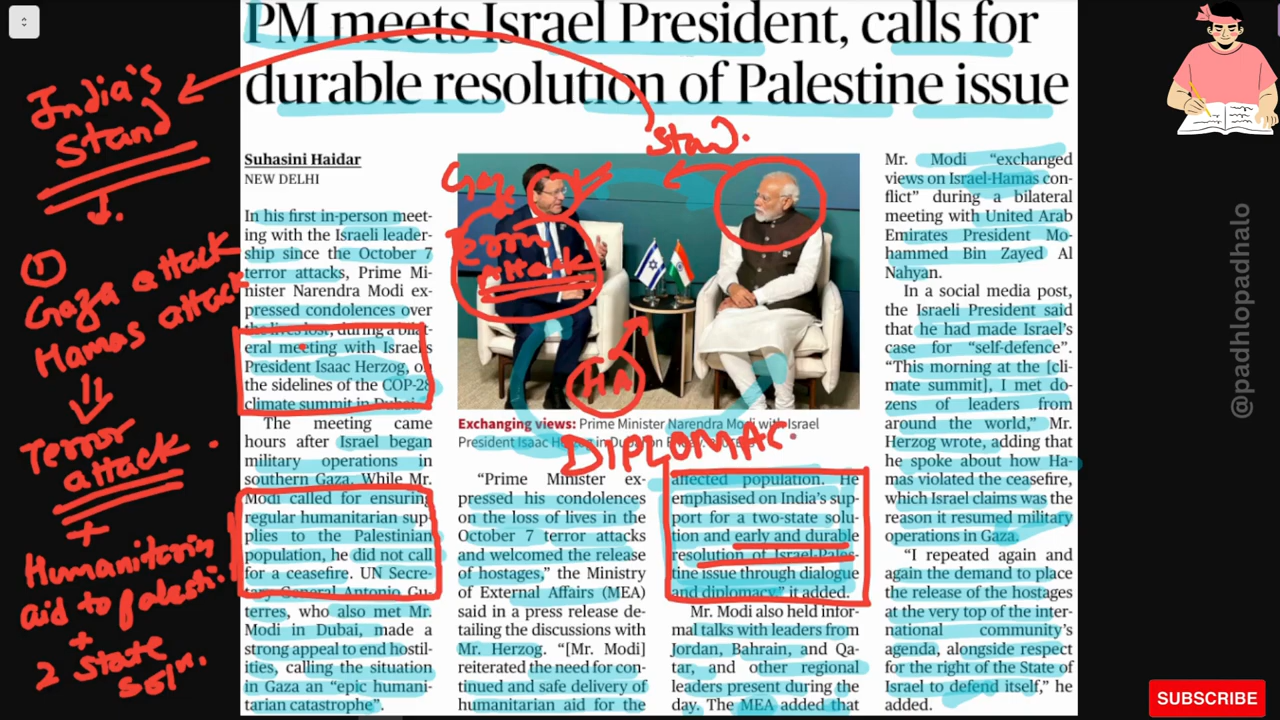 PM meets Israel President, calls for
durable resolution of Palestine issue
India's
Stand
①
Gaza attack
Hamas attack
Terror
attack
+
Humanitarian
aid to
+
2 state
soln.
Suhasini Haidar
NEW DELHI
In his first in-person meet-
ing with the Israeli leader-
ship since the October 7
terror attacks, Prime Mi-
nister Narendra Modi ex-
pressed condolences over
the lives lost, during a bilat-
eral meeting with Israel's
President Isaac Herzog, on
the sidelines of the COP-28
climate summit in Dubai.
The meeting came
hours after Israel began
military operations in
southern Gaza. While Mr.
Modi called for ensuring
regular humanitarian sup-
plies to the Palestinian
population, he did not call
for a ceasefire. UN Secre-
tary-General Antonio Gu-
terres, who also met Mr.
Modi in Dubai, made a
strong appeal to end hostil-
ities, calling the situation
in Gaza an "epic humani-
tarian catastrophe".
Stand.
Gaza
Terror
attack
DIPLOMAC
Exchanging views: Prime Minister Narendra Modi with Israel
President Isaac in Dubai
"Prime Minister ex-
pressed his condolences
on the loss of lives in the
October 7 terror attacks
and welcomed the release
of hostages," the Ministry
of External Affairs (MEA)
said in a press release de-
tailing the discussions with
Mr. Herzog. "[Mr. Modi]
reiterated the need for con-
tinued and safe delivery of
humanitarian aid for the
affected population. He
emphasised on India's sup-
port for a two-state solu-
tion and early and durable
resolution of Israel-Pales-
tine issue through dialogue
and diplomacy," it added.
Mr. Modi also held infor-
mal talks with leaders from
Jordan, Bahrain, and Qa-
tar, and other regional
leaders present during the
day. The MEA added that
Mr. Modi "exchanged
views on Israel-Hamas con-
flict" during a bilateral
meeting with United Arab
Emirates President Mo-
hammed Bin Zayed Al
Nahyan.
In a social media post,
the Israeli President said
that he had made Israel's
case for "self-defence".
"This morning at the [cli-
mate summit], I met do-
zens of leaders from
around the world," Mr.
Herzog wrote, adding that
he spoke about how Ha-
mas violated the ceasefire,
which Israel claims was the
reason it resumed military
operations in Gaza.
"I repeated again and
again the demand to place
the release of the hostages
at the very top of the inter-
national community's
agenda, alongside respect
for the right of the State of
Israel to defend itself," he
added.
@padhlopadhalo
SUBSCRIBE